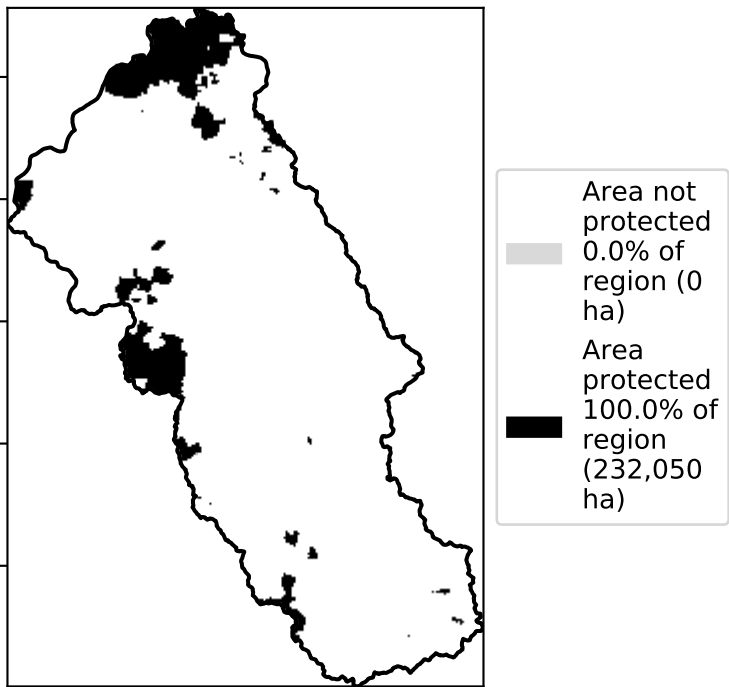 Area not
protected
0.0% of
region (0
ha)
Area
protected
100.0% of
region
(232,050
ha)